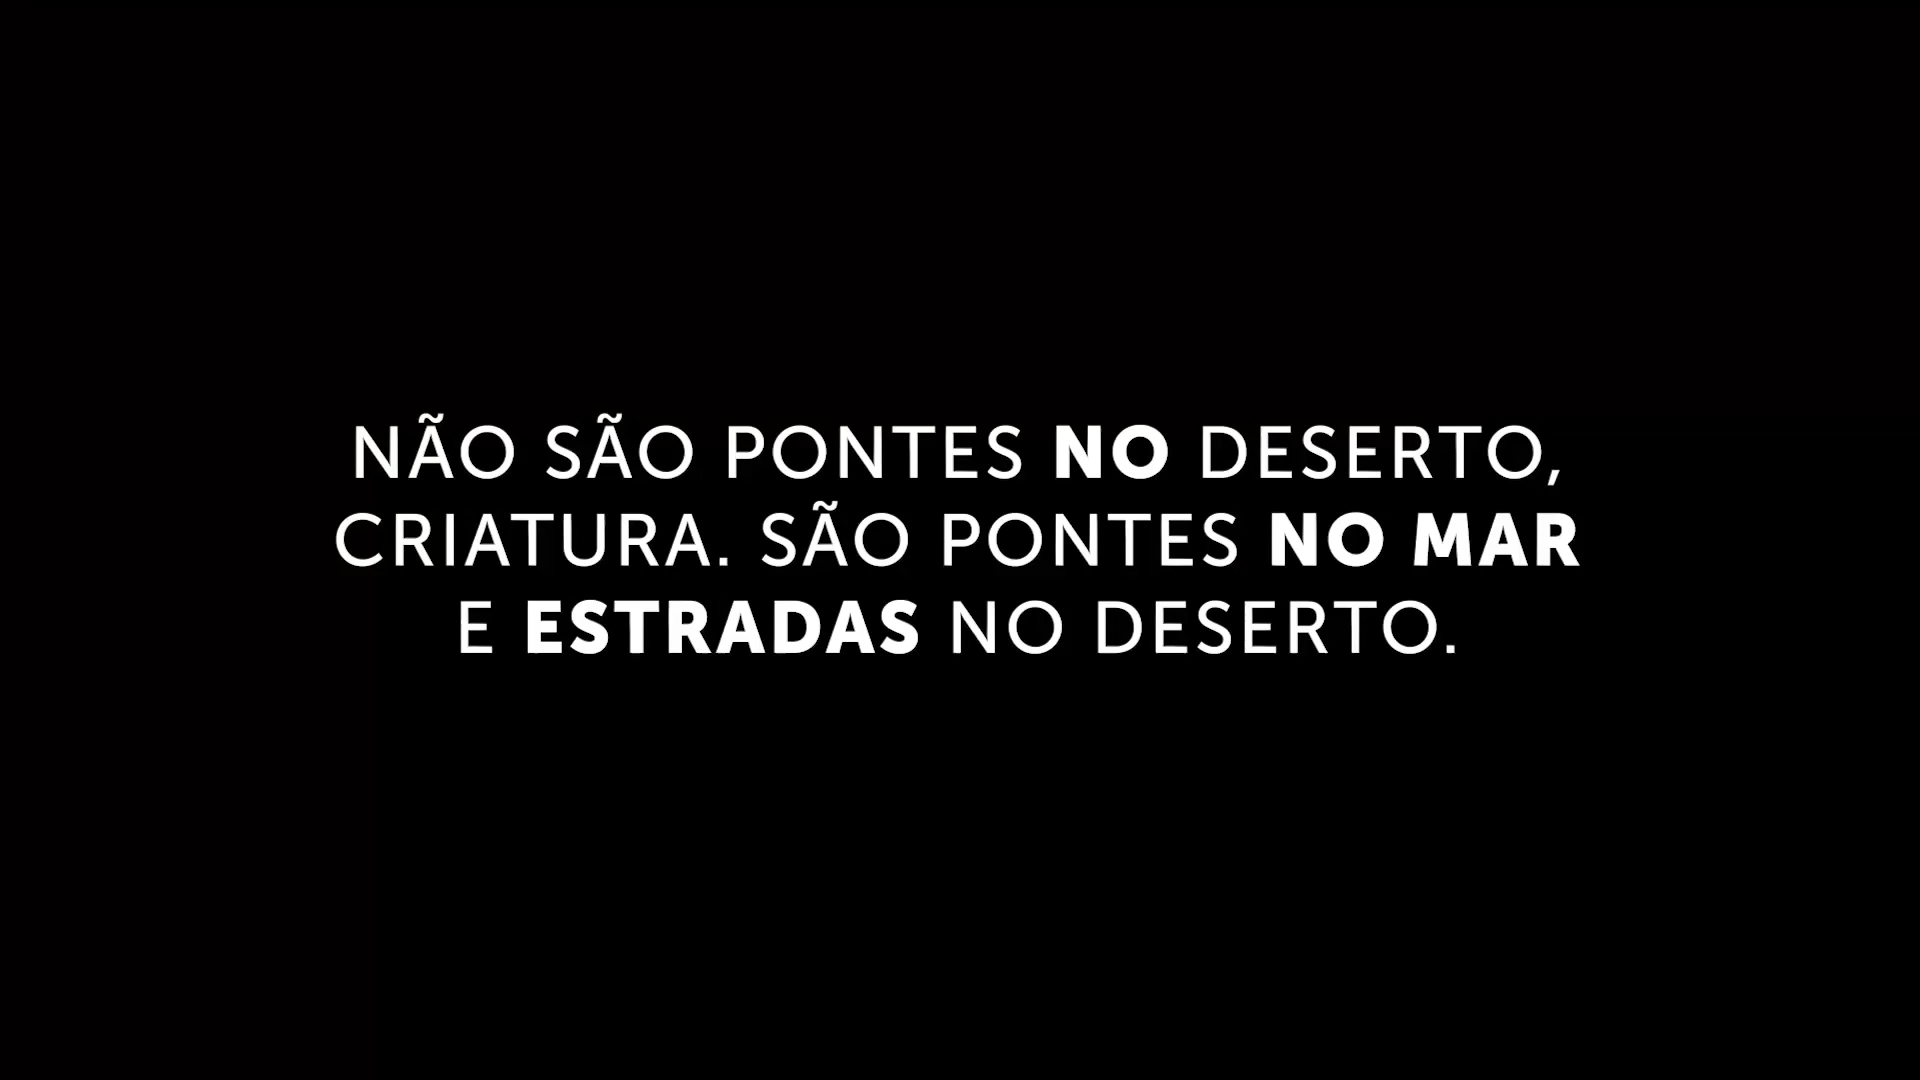 NÃO SÃO PONTES NO DESERTO,
CRIATURA. SÃO PONTES NO MAR
E ESTRADAS NO DESERTO.